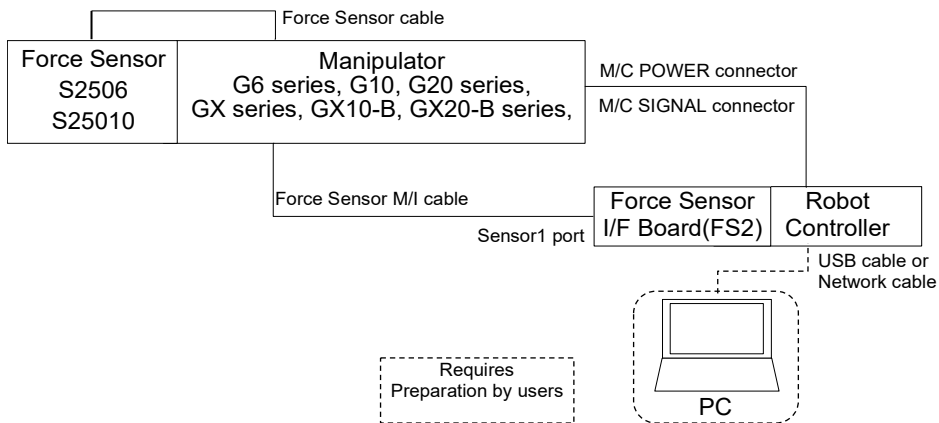 Force Sensor cable
Force Sensor
S2506
S25010
Manipulator
G6 series, G10, G20 series,
GX series, GX10-B, GX20-B series,
M/C POWER connector
M/C SIGNAL connector
Force Sensor M/I cable
Sensor1 port
Force Sensor
I/F Board(FS2)
Robot
Controller
USB cable or
Network cable
Requires
Preparation by users
PC